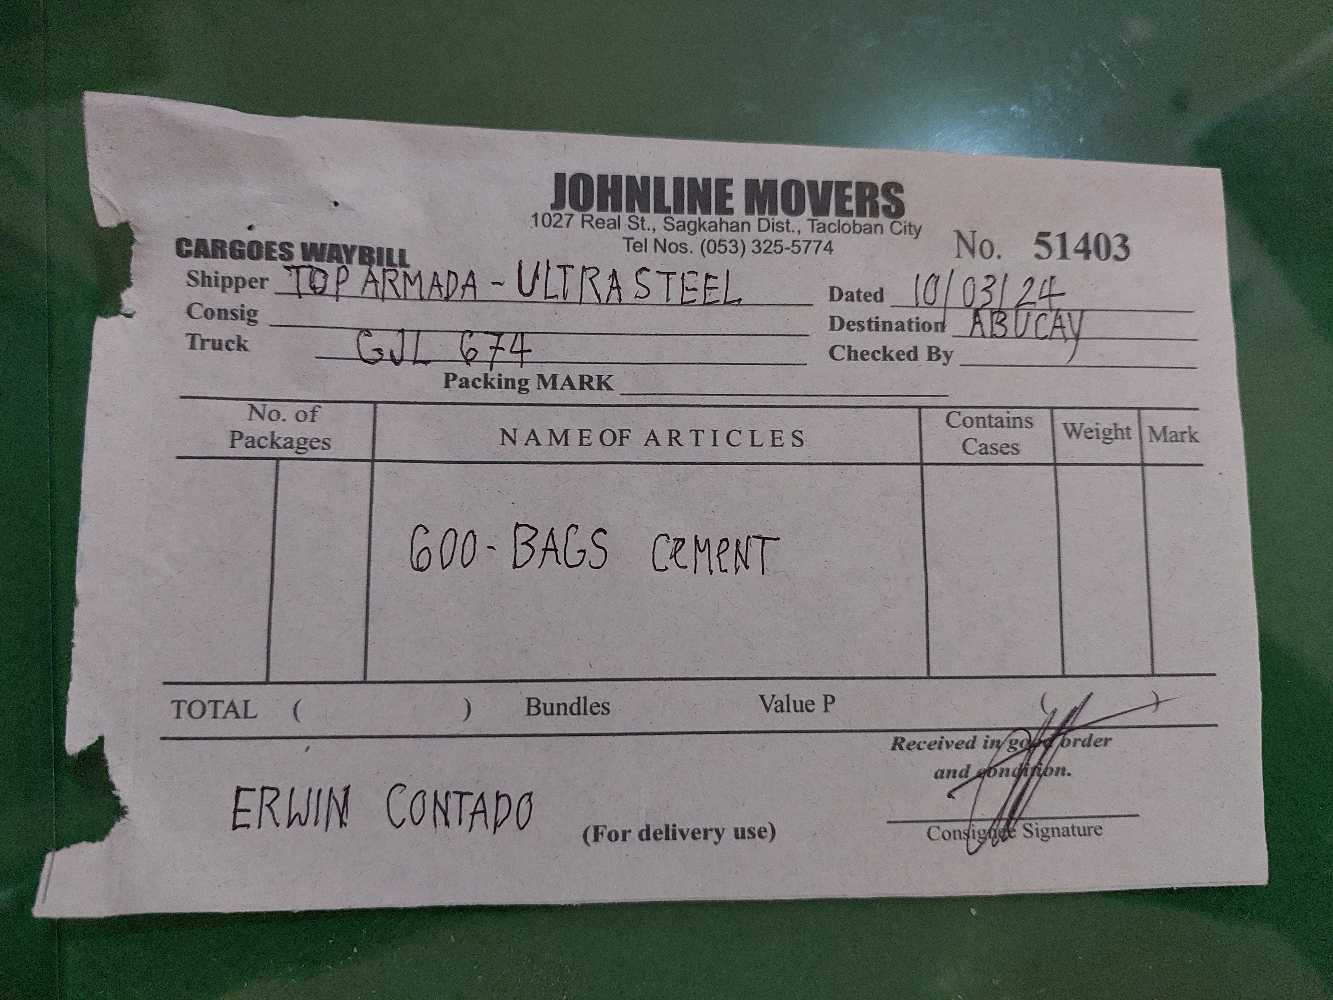 JOHNLINE MOVERS
1027 Real St., Sagkahan Dist., Tacloban City
Tel Nos. (053) 325-5774
No. 51403
CARGOES WAYBILL
Shipper TOP ARMADA - ULTRA STEEL
Dated 10/03/24
Consig
Destination ABUCAY
Truck GJL 674
Checked By
Packing MARK
No. of Packages
NAME OF ARTICLES
Contains Cases
Weight
Mark
600 - BAGS CEMENT
TOTAL ( ) Bundles Value P ( )
Received in good order
and condition.
ERWIN CONTADO
(For delivery use)
Consignee Signature